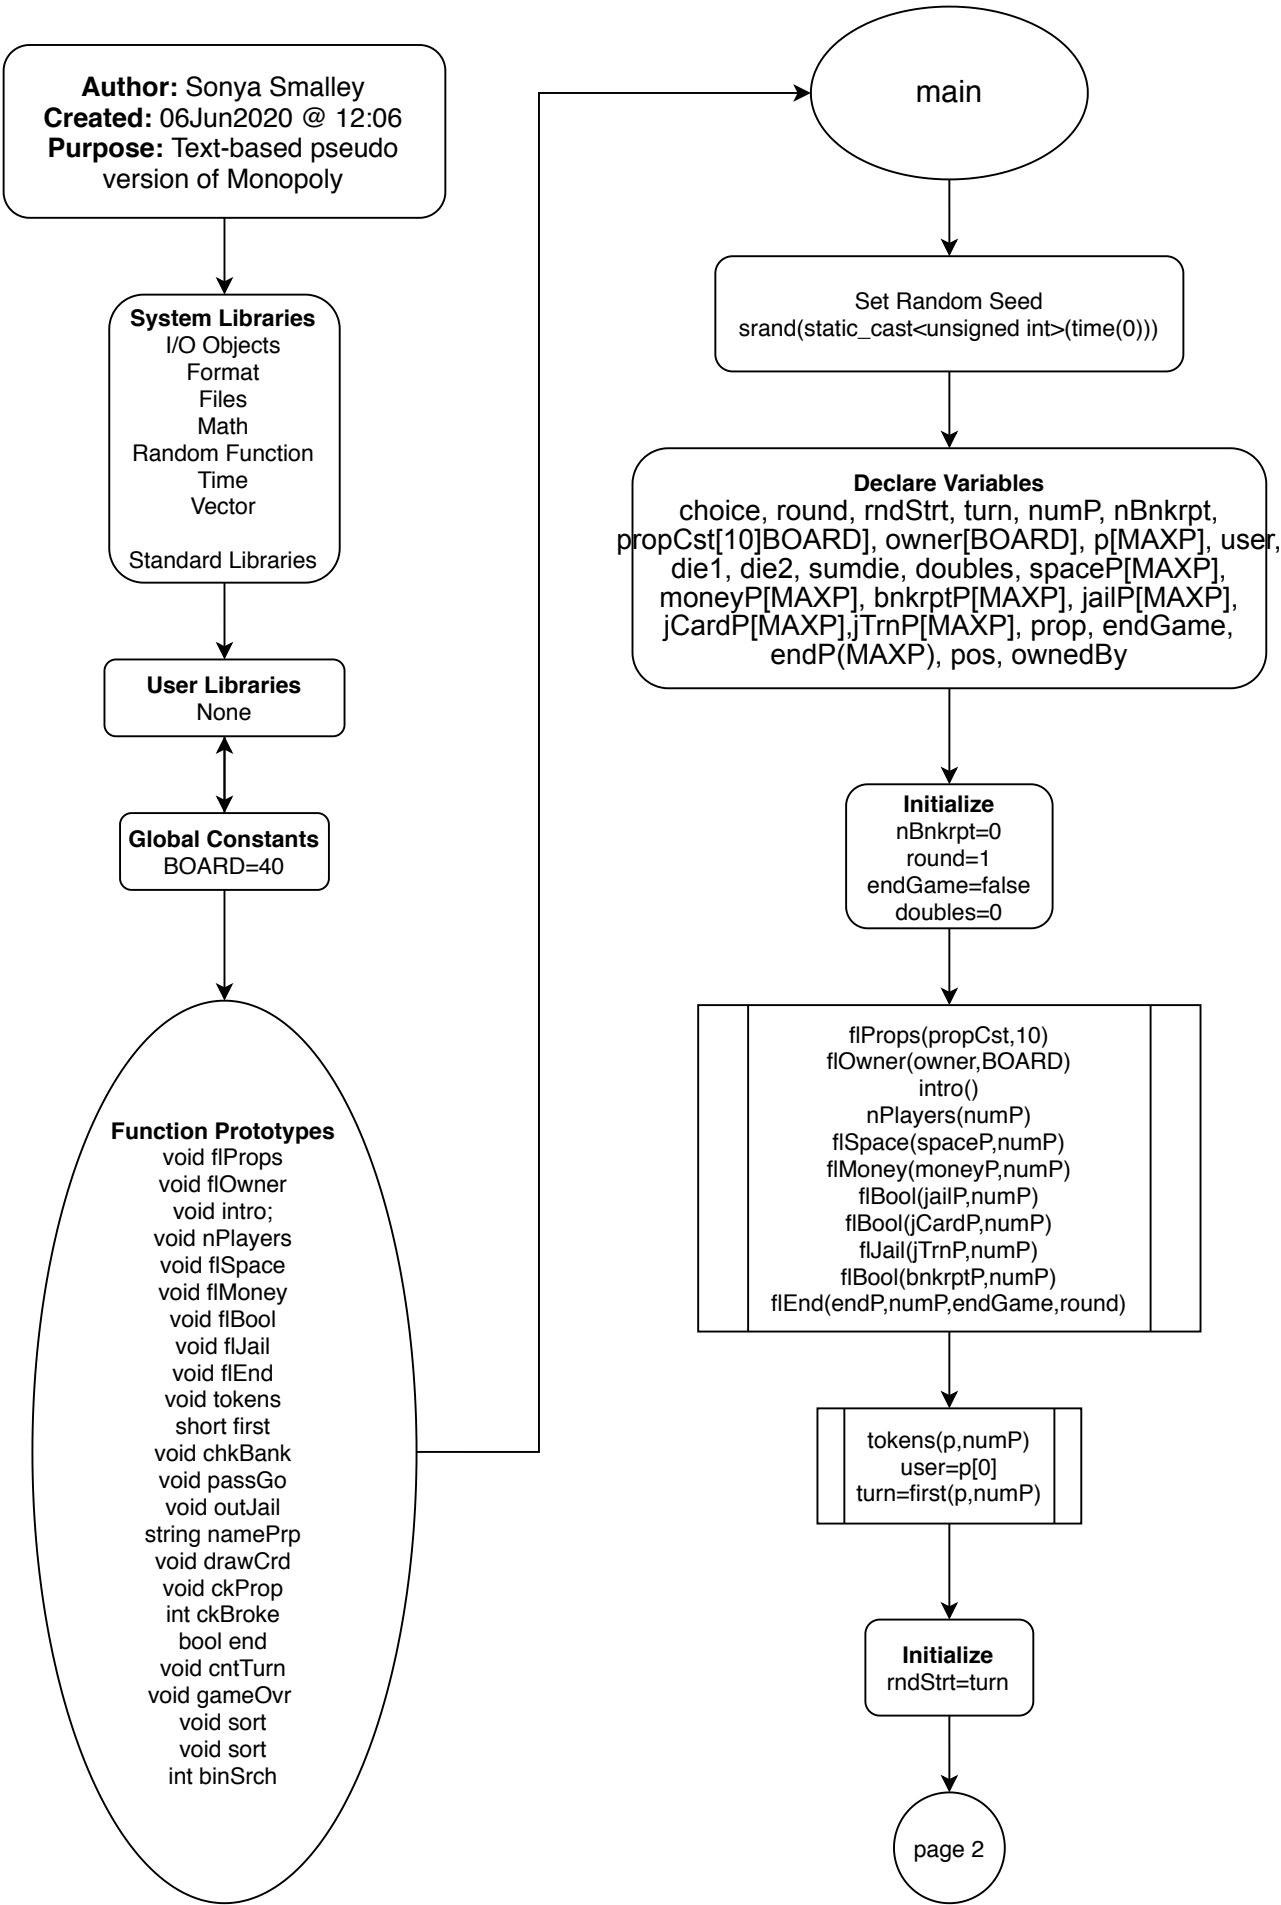 Author: Sonya Smalley
Created: 06Jun2020 @ 12:06
Purpose: Text-based pseudo
version of Monopoly
System Libraries
I/O Objects
Format
Files
Math
Random Function
Time
Vector
Standard Libraries
User Libraries
None
Global Constants
BOARD=40
Function Prototypes
void flProps
void flOwner
void intro;
void nPlayers
void flSpace
void flMoney
void flBool
void flJail
void flEnd
void tokens
short first
void chkBank
void passGo
void outJail
string namePrp
void drawCrd
void ckProp
int ckBroke
bool end
void cntTurn
void gameOvr
void sort
void sort
int binSrch
main
Set Random Seed
srand(static_cast<unsigned int>(time(0)))
Declare Variables
choice, round, rndStrt, turn, numP, nBnkrpt,
propCst[10]BOARD], owner[BOARD], p[MAXP], user,
die1, die2, sumdie, doubles, spaceP[MAXP],
moneyP[MAXP], bnkrptP[MAXP], jailP[MAXP],
jCardP[MAXP],jTrnP[MAXP], prop, endGame,
endP(MAXP), pos, ownedBy
Initialize
nBnkrpt=0
round=1
endGame=false
doubles=0
flProps(propCst,10)
flOwner(owner,BOARD)
intro()
nPlayers(numP)
flSpace(spaceP,numP)
flMoney(moneyP,numP)
flBool(jailP,numP)
flBool(jCardP,numP)
flJail(jTrnP,numP)
flBool(bnkrptP,numP)
flEnd(endP,numP,endGame,round)
tokens(p,numP)
user=p[0]
turn=first(p,numP)
Initialize
rndStrt=turn
page 2